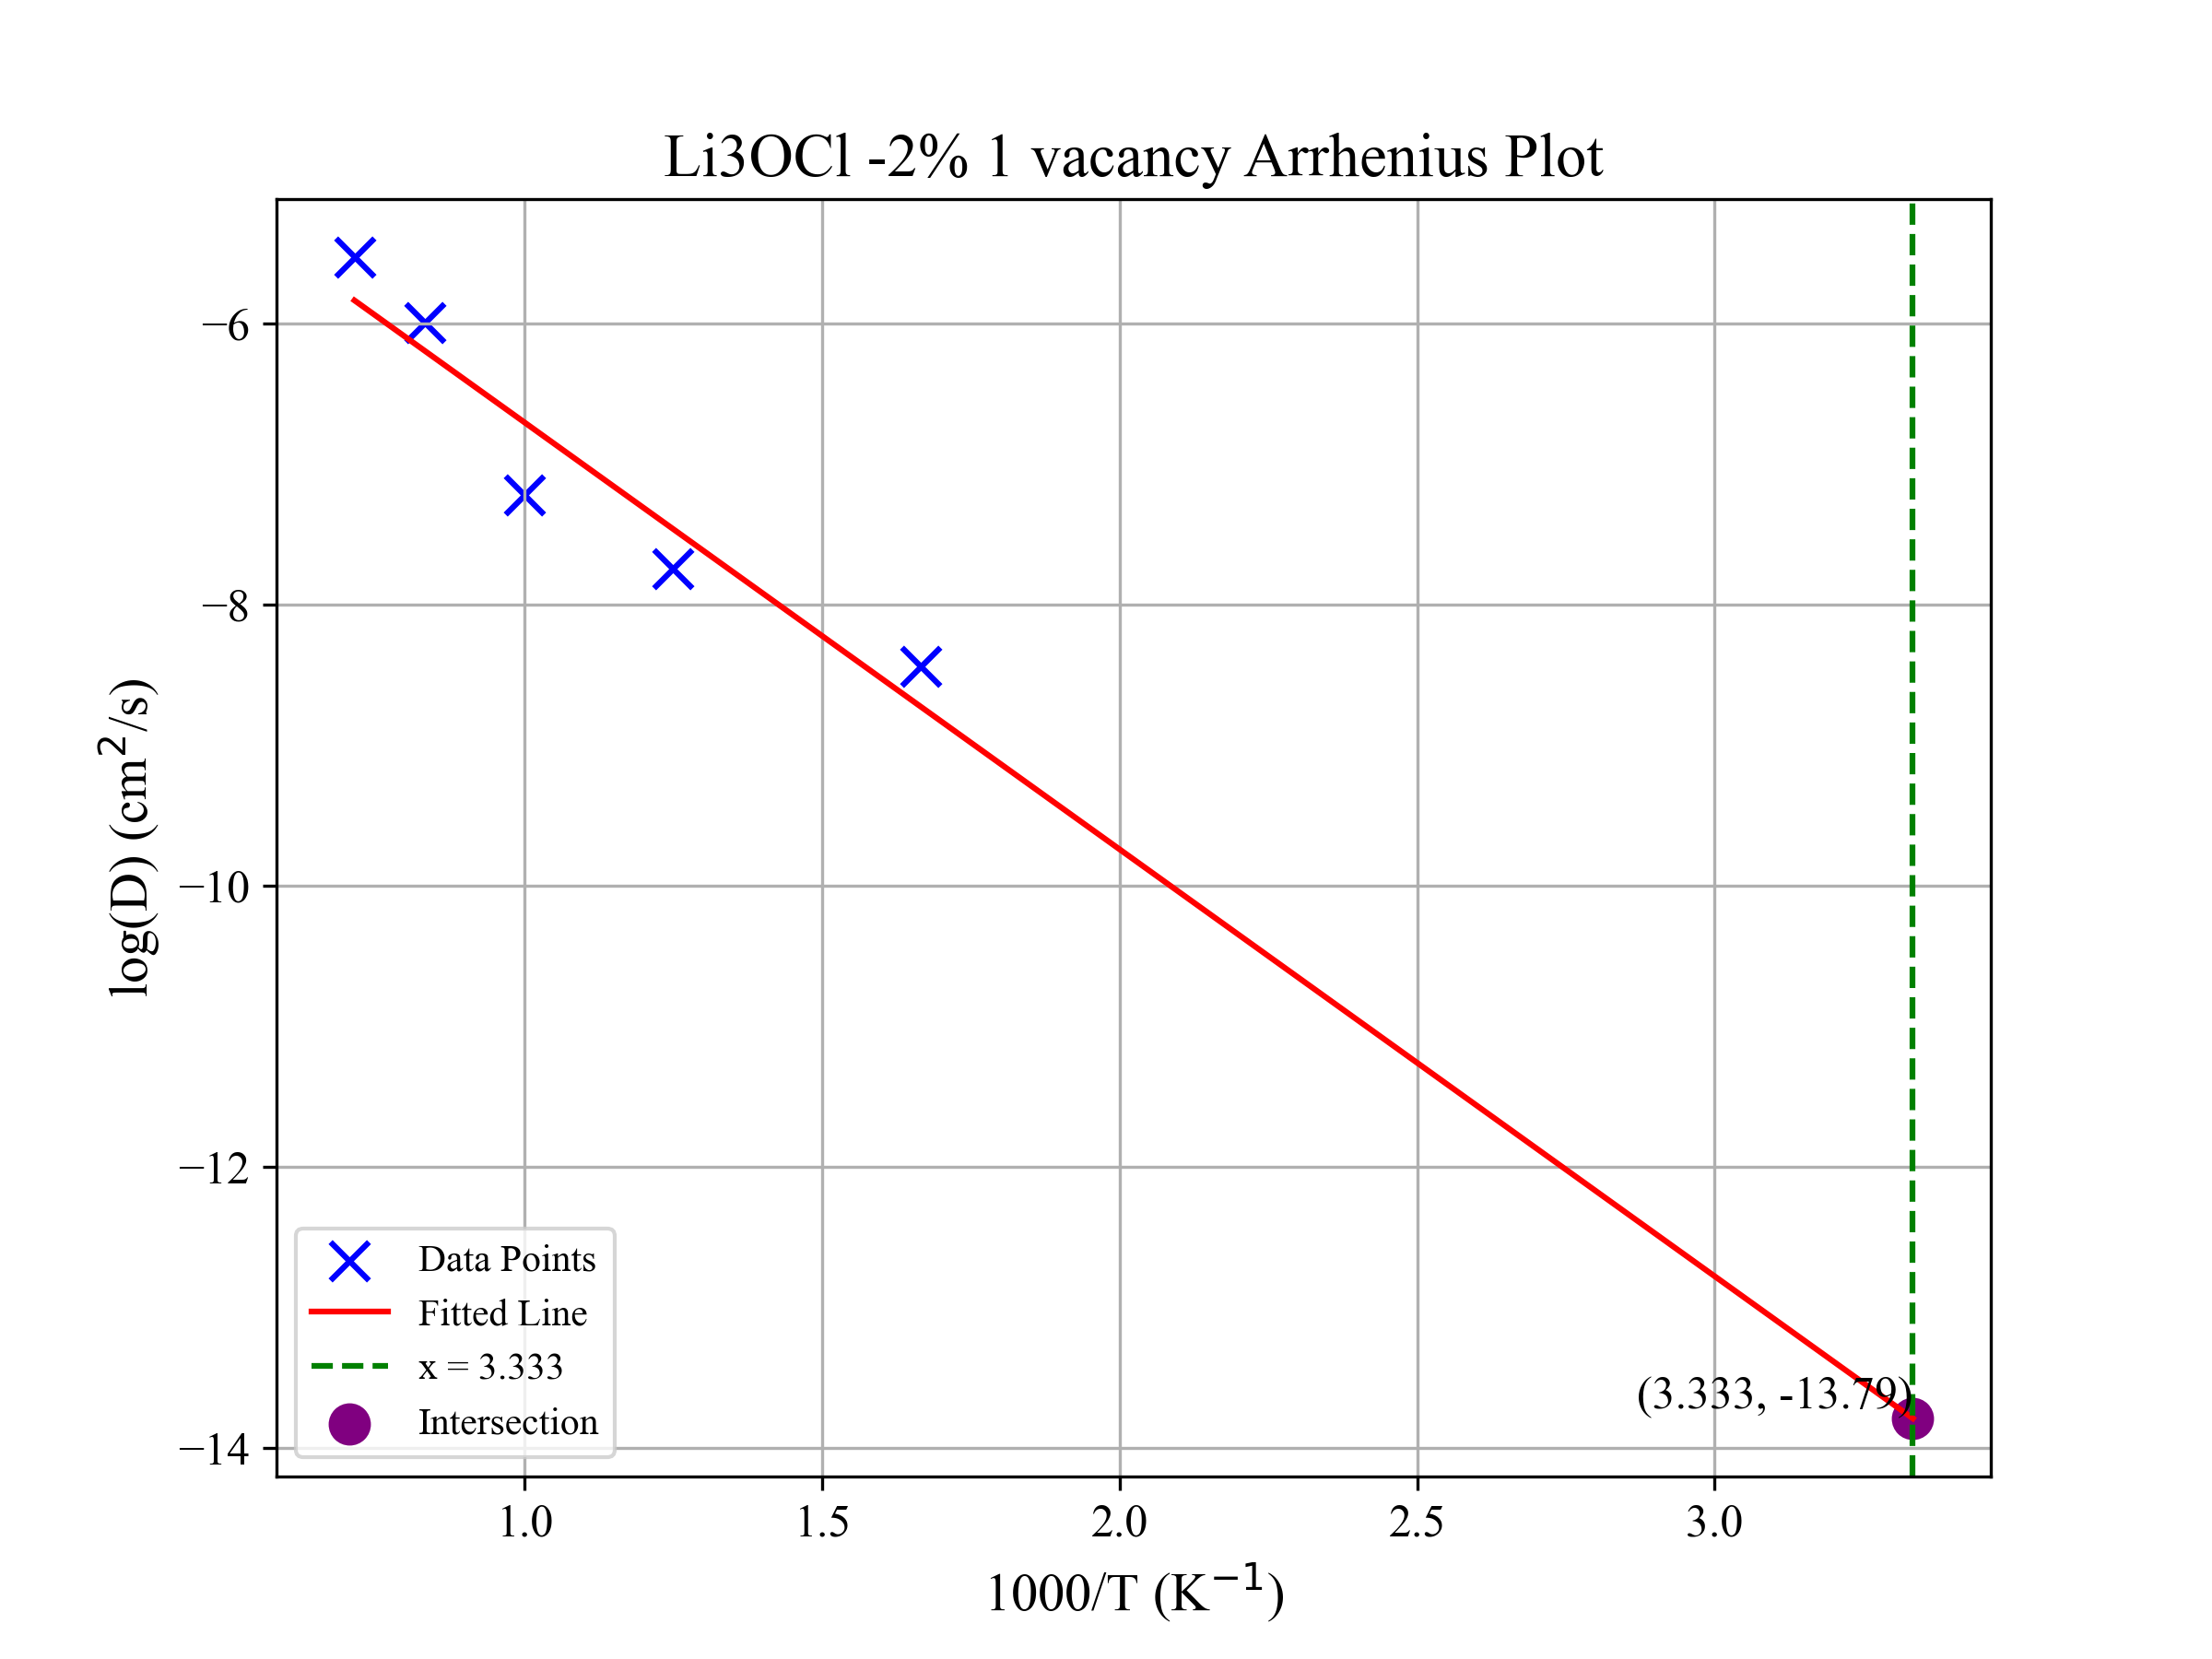 Li3OCl -2% 1 vacancy Arrhenius Plot
−6
−8
−10
−12
−14
log(D) (cm²/s)
Data Points
Fitted Line
x = 3.333
Intersection
(3.333, -13.79)
1.0 1.5 2.0 2.5 3.0
1000/T (K⁻¹)